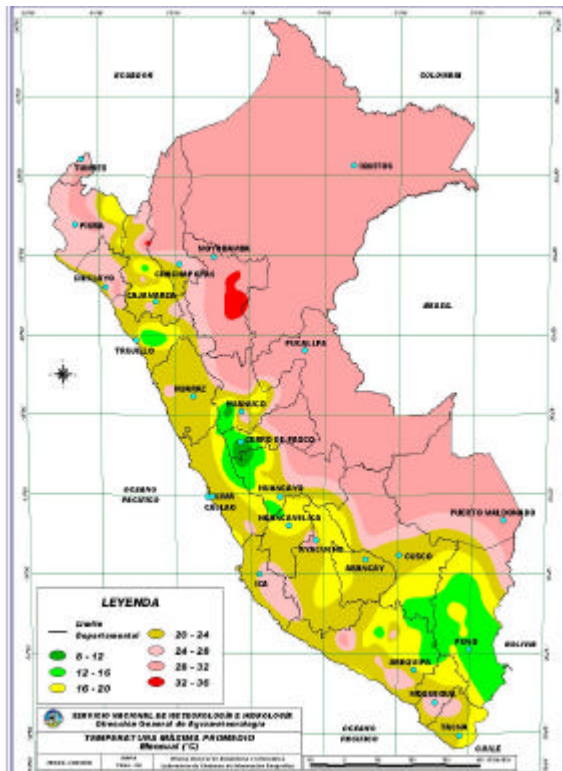 ECUADOR
COLOMBIA
TUMBES
IQUITOS
PIURA
MOYOBAMBA
CHACHAPOYAS
CHICLAYO
CAJAMARCA
BRASIL
TRUJILLO
PUCALLPA
HUARAZ
HUANUCO
CERRO DE PASCO
OCEANO
PACIFICO
LIMA
CALLAO
HUANCAYO
HUANCAVELICA
PUERTO MALDONADO
AYACUCHO
ABANCAY
CUSCO
ICA
PUNO
BOLIVIA
AREQUIPA
MOQUEGUA
TACNA
OCEANO
PACIFICO
CHILE
LEYENDA
Limite
Departamental
8 - 12
12 - 16
16 - 20
20 - 24
24 - 28
28 - 32
32 - 36
SERVICIO NACIONAL DE METEOROLOGÍA E HIDROLOGÍA
Dirección General de Agrometeorología
TEMPERATURA MÁXIMA PROMEDIO
Mensual (°C)